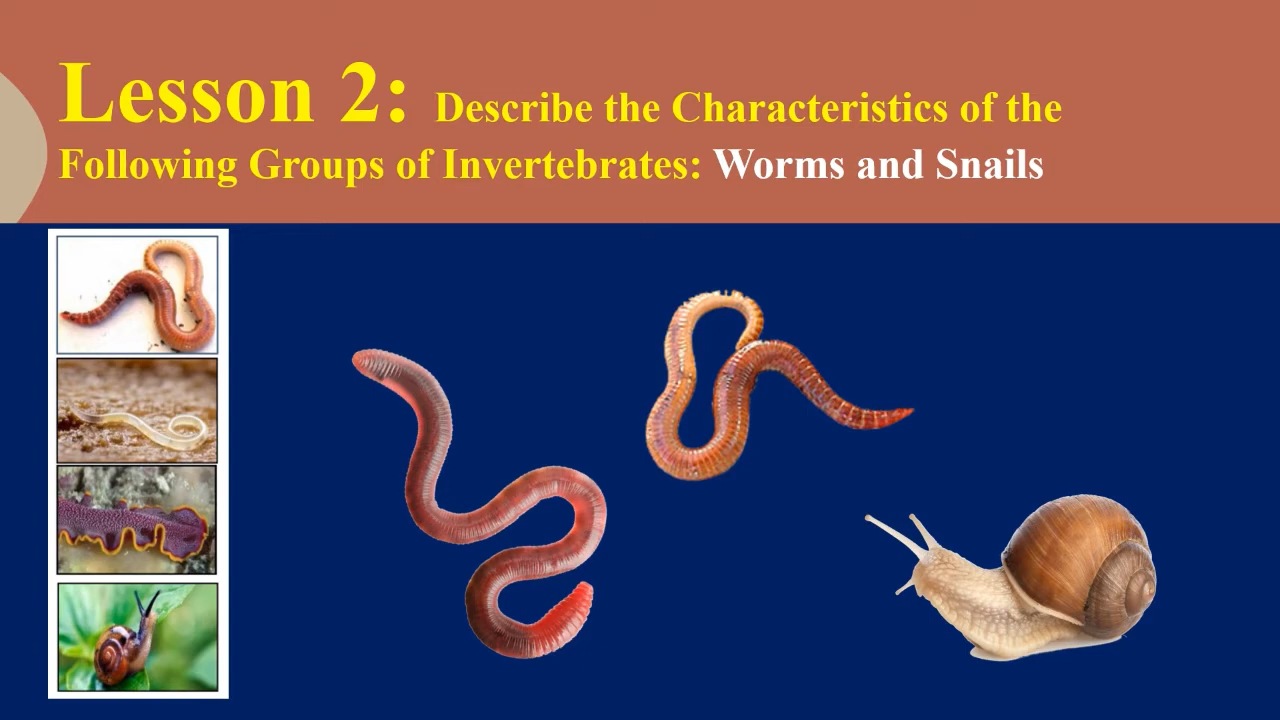 Lesson 2: Describe the Characteristics of the
Following Groups of Invertebrates: Worms and Snails